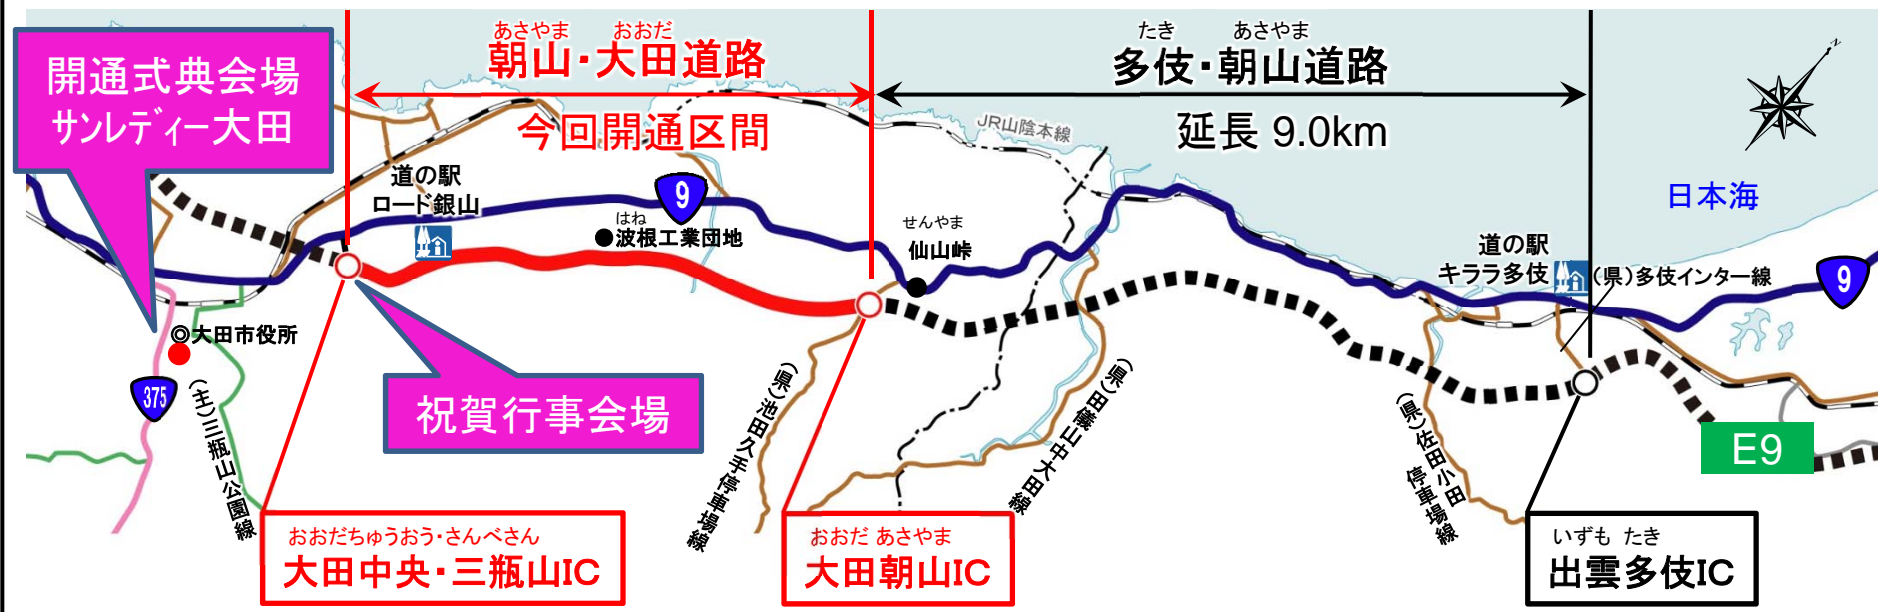 開通式典会場
サンレディー大田
あさやま おおだ
朝山・大田道路
今回開通区間
たき あさやま
多伎・朝山道路
延長 9.0km
N
JR山陰本線
日本海
道の駅
ロード銀山
9
はね
●波根工業団地
せんやま
仙山峠
道の駅
キララ多伎
(県)多伎インター線
9
◎大田市役所
375
(主)三瓶山公園線
祝賀行事会場
(県)池田久手停車場線
(県)田儀山中大田線
(県)佐田小田
停車場線
E9
おおだちゅうおう・さんべさん
大田中央・三瓶山IC
おおだ あさやま
大田朝山IC
いずも たき
出雲多伎IC